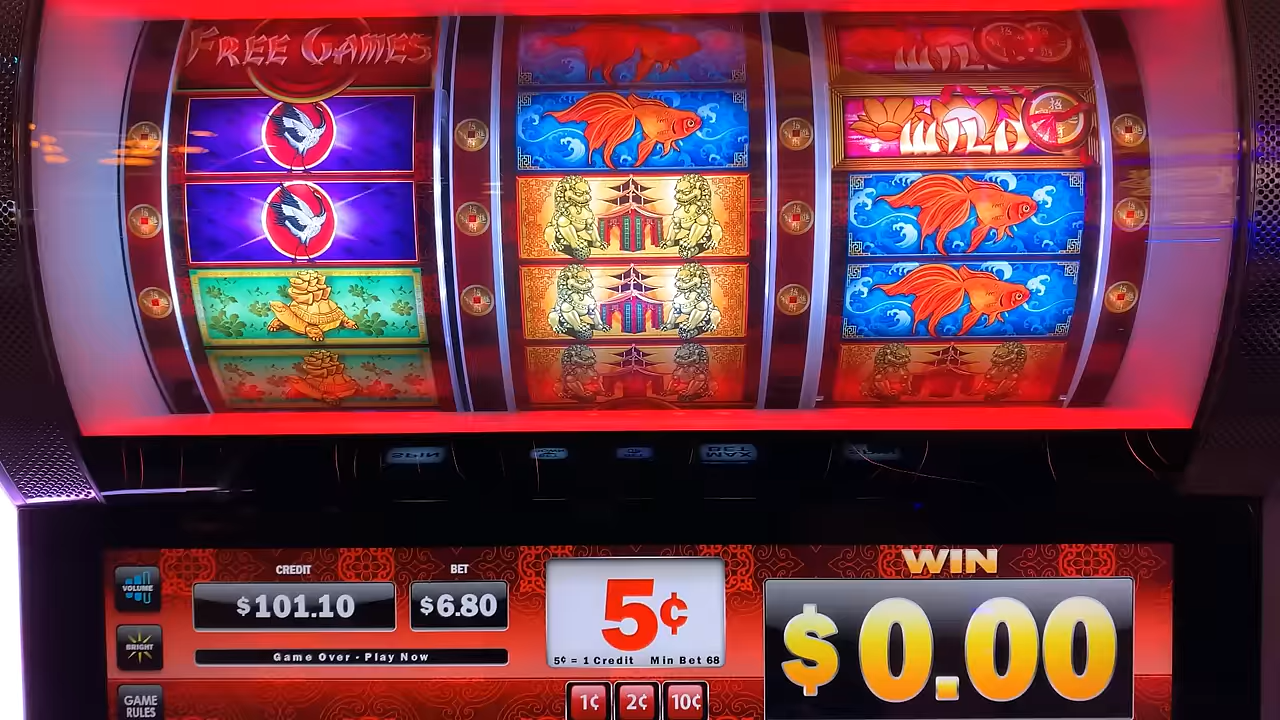 FREE GAMES
WILD
WILD
VOLUME
CREDIT
BET
WIN
$101.10
$6.80
5¢
$0.00
BRIGHT
Game Over - Play Now
5¢ = 1 Credit Min Bet 68
GAME
RULES
1¢
2¢
10¢